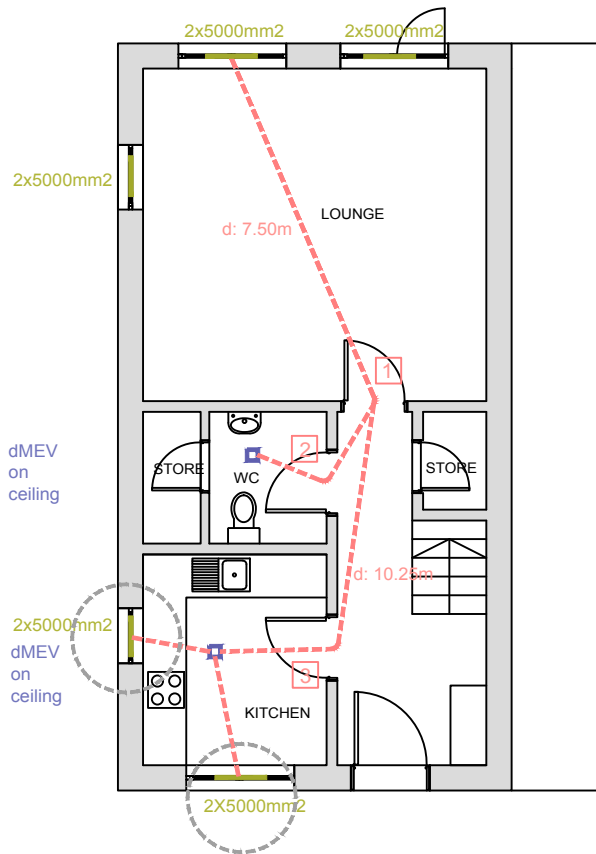 2x5000mm2
2x5000mm2
2x5000mm2
LOUNGE
d: 7.50m
1
2
dMEV
on
ceiling
STORE
WC
STORE
d: 10.25m
2x5000mm2
dMEV
on
ceiling
3
KITCHEN
2X5000mm2